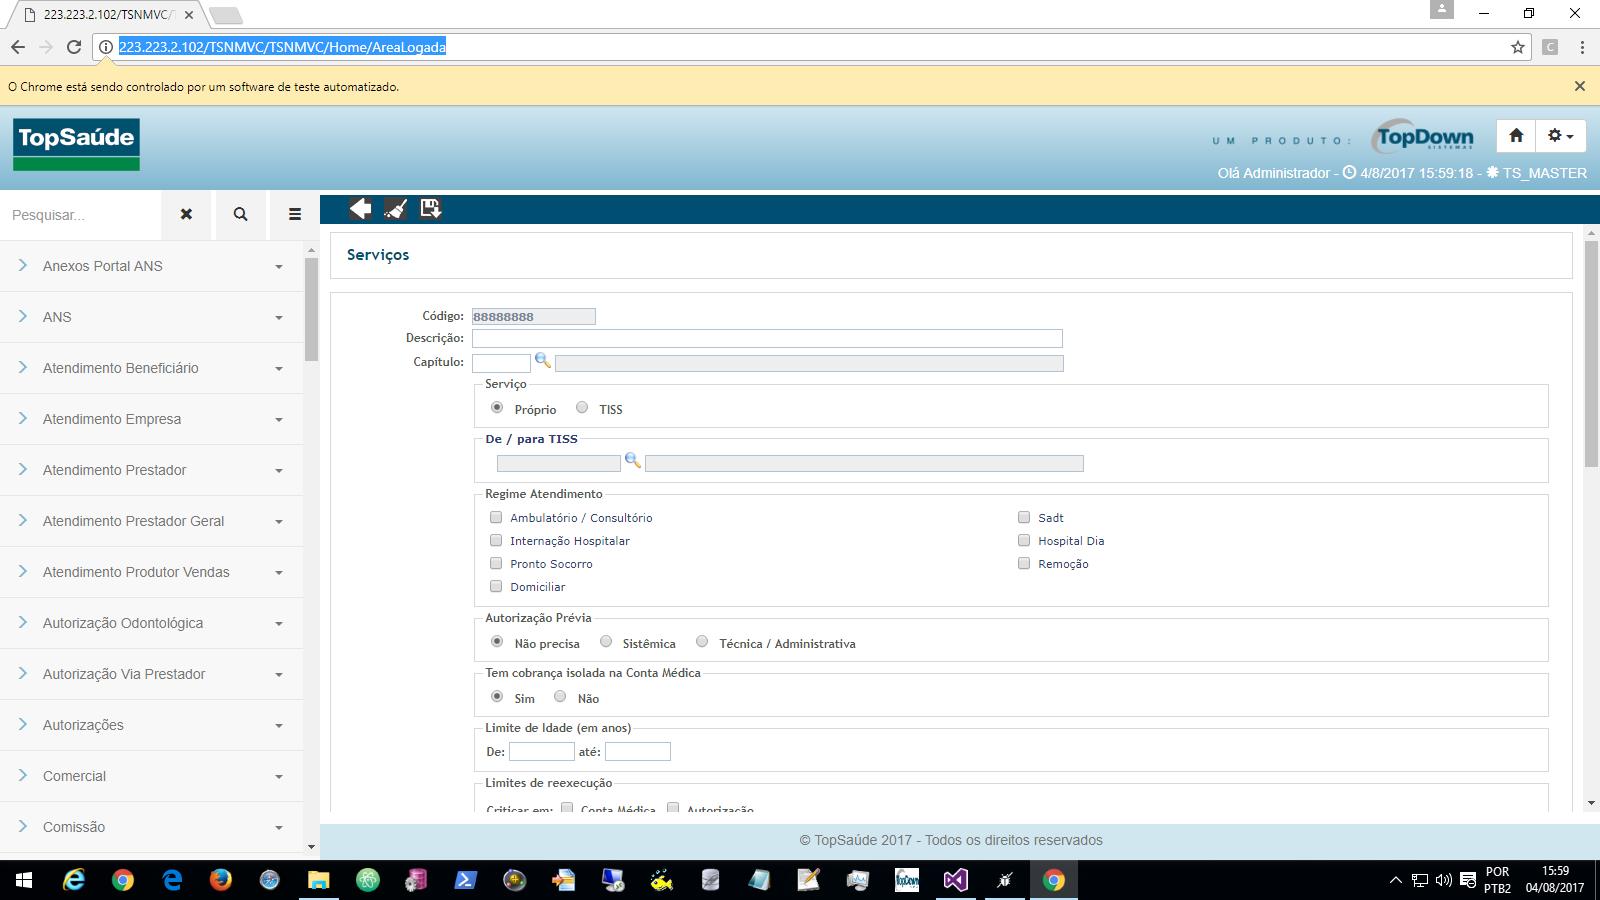 223.223.2.102/TSNMVC/T
223.223.2.102/TSNMVC/TSNMVC/Home/AreaLogada
C
O Chrome está sendo controlado por um software de teste automatizado.
TopSaúde
UM PRODUTO:
TopDown
SISTEMAS
Olá Administrador - 4/8/2017 15:59:18 - TS_MASTER
Pesquisar...
Anexos Portal ANS
ANS
Atendimento Beneficiário
Atendimento Empresa
Atendimento Prestador
Atendimento Prestador Geral
Atendimento Produtor Vendas
Autorização Odontológica
Autorização Via Prestador
Autorizações
Comercial
Comissão
Serviços
Código: 88888888
Descrição:
Capítulo:
Serviço
Próprio TISS
De / para TISS
Regime Atendimento
Ambulatório / Consultório Sadt
Internação Hospitalar Hospital Dia
Pronto Socorro Remoção
Domiciliar
Autorização Prévia
Não precisa Sistêmica Técnica / Administrativa
Tem cobrança isolada na Conta Médica
Sim Não
Limite de Idade (em anos)
De: até:
Limites de reexecução
Criticar em: Conta Médica Autorização
© TopSaúde 2017 - Todos os direitos reservados
TopDown
POR
PTB2
15:59
04/08/2017